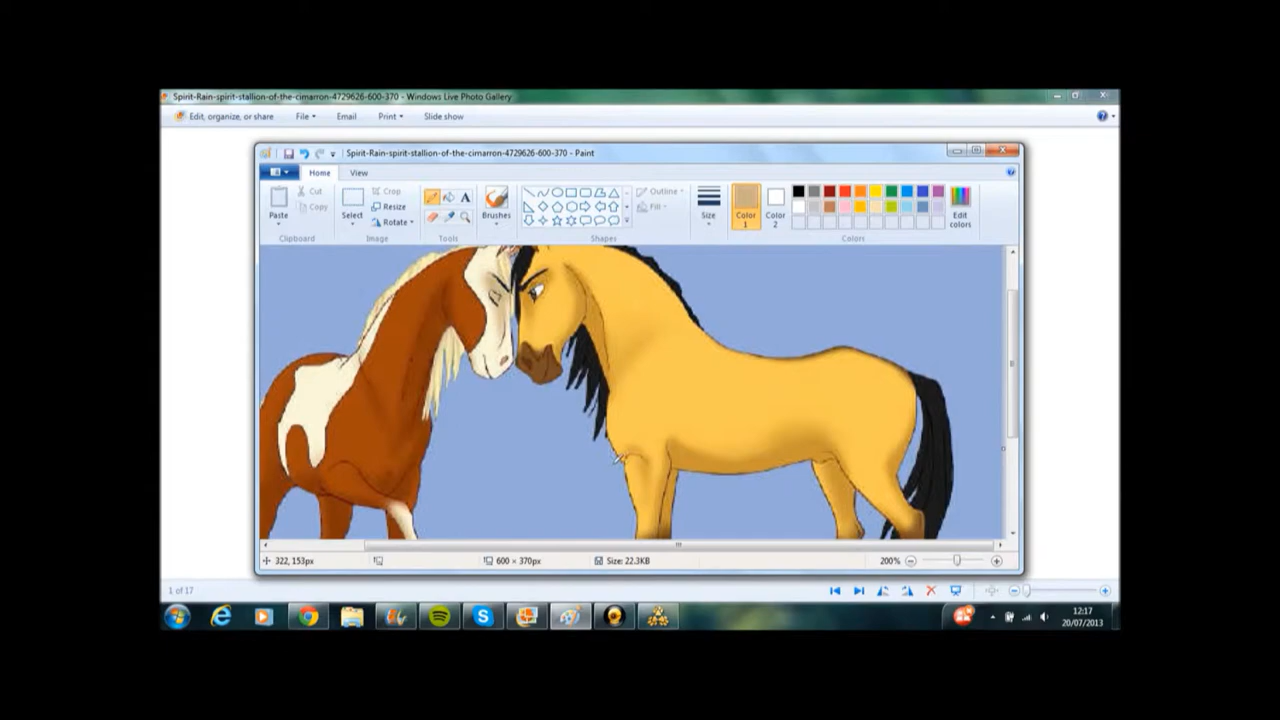 Spirit-Rain-spirit-stallion-of-the-cimarron-4729626-600-370 - Windows Live Photo Gallery
Edit, organize, or share File Email Print Slide show
Spirit-Rain-spirit-stallion-of-the-cimarron-4729626-600-370 - Paint
Home View
Cut Crop Outline
Copy Resize Fill
Paste Select Rotate Brushes Size Color 1 Color 2 Edit colors
Clipboard Image Tools Shapes Colors
322, 153px 600 × 370px Size: 22.3KB 200%
1 of 17
12:17
20/07/2013